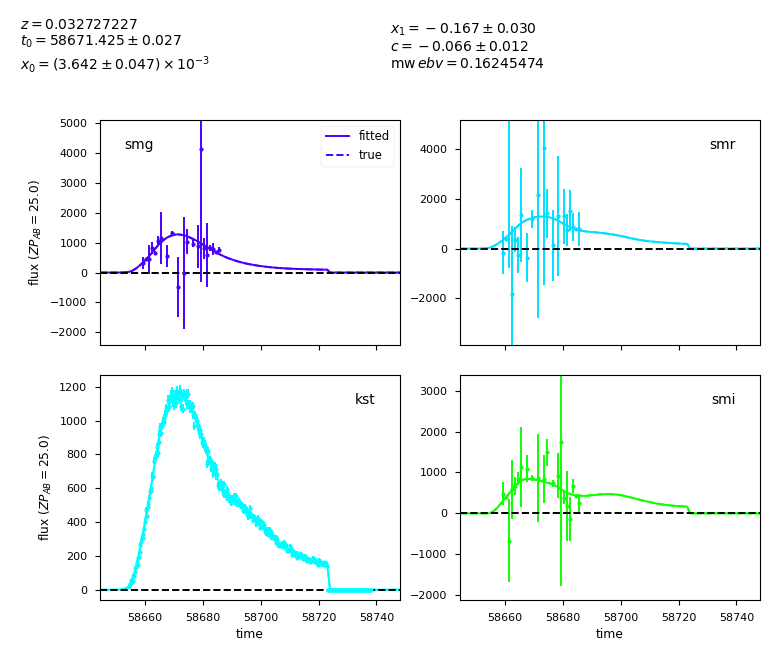 z = 0.032727227
t₀ = 58671.425 ± 0.027
x₀ = (3.642 ± 0.047) × 10⁻³
x₁ = −0.167 ± 0.030
c = −0.066 ± 0.012
mw ebv = 0.16245474
smg
fitted
true
5000
4000
3000
2000
1000
0
−1000
−2000
flux (ZP_AB = 25.0)
smr
4000
2000
0
−2000
kst
1200
1000
800
600
400
200
0
flux (ZP_AB = 25.0)
58660 58680 58700 58720 58740
time
smi
3000
2000
1000
0
−1000
−2000
58660 58680 58700 58720 58740
time